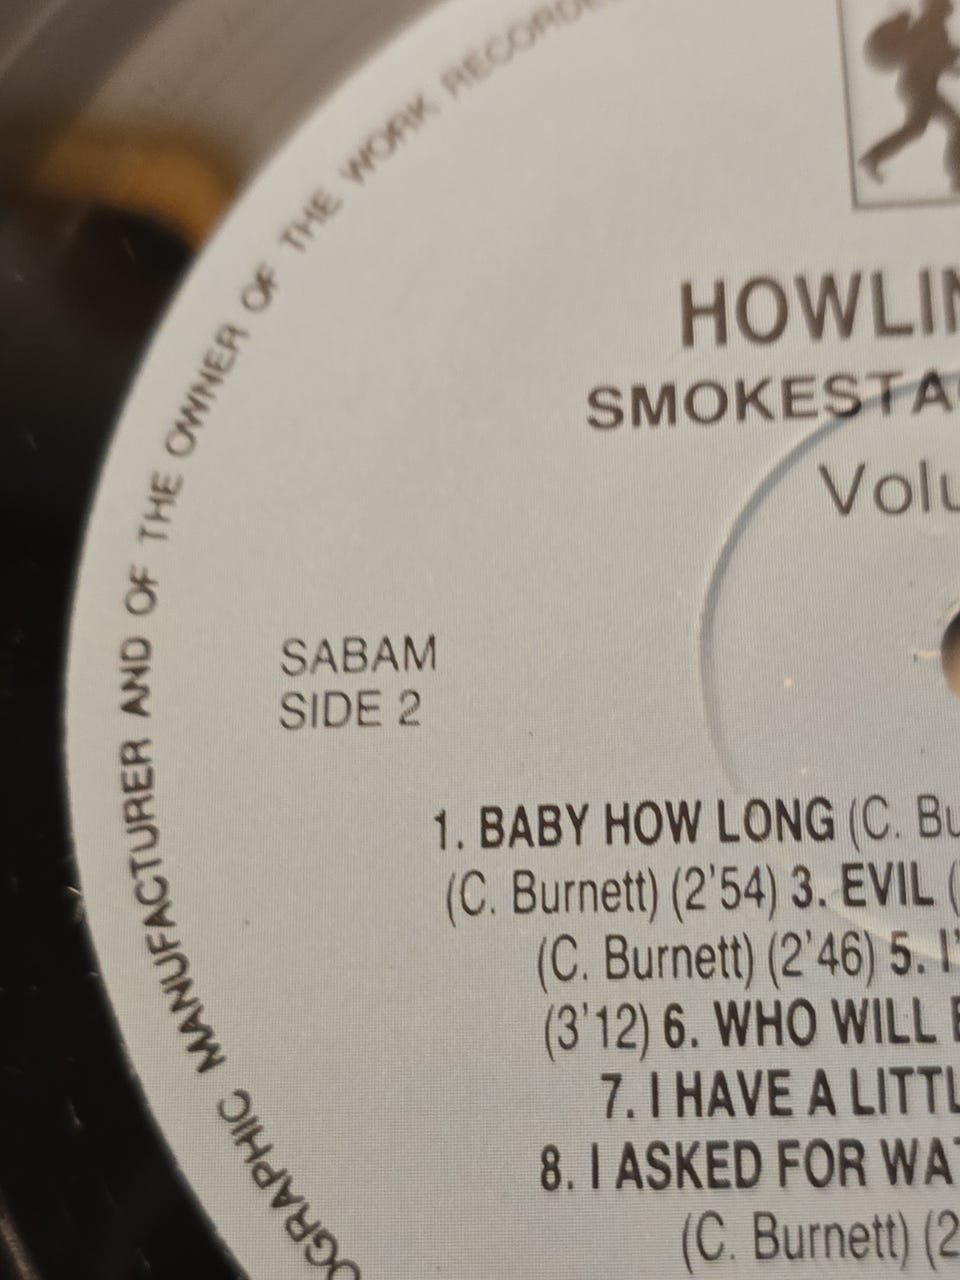 OGRAPHIC MANUFACTURER AND OF THE OWNER OF THE WORK RECORDE
HOWLIN
SMOKESTA
Volu
SABAM
SIDE 2
1. BABY HOW LONG (C. Bu
(C. Burnett) (2'54) 3. EVIL (
(C. Burnett) (2'46) 5. I'
(3'12) 6. WHO WILL
7. I HAVE A LITTL
8. I ASKED FOR WA
(C. Burnett) (2